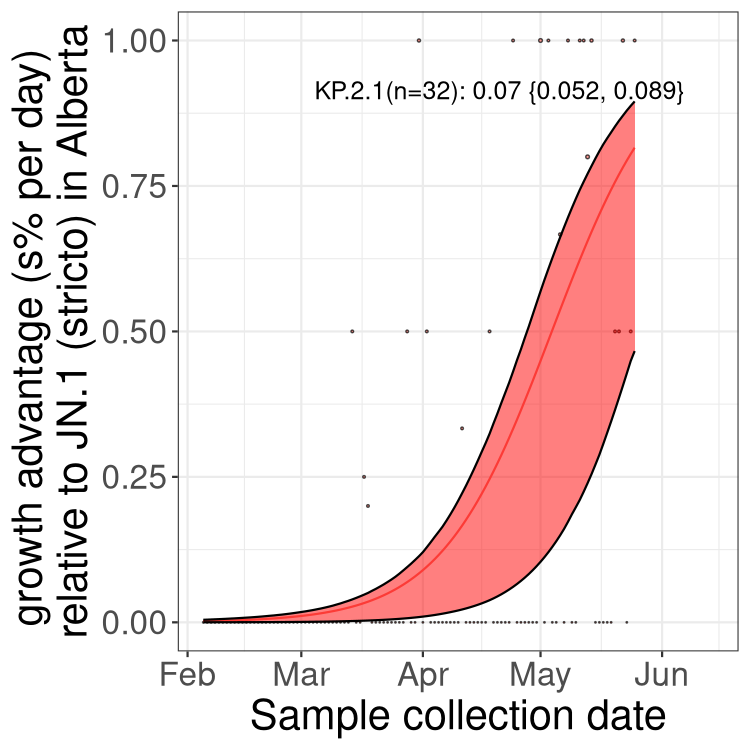 growth advantage (s% per day)
relative to JN.1 (stricto) in Alberta
1.00
0.75
0.50
0.25
0.00
KP.2.1(n=32): 0.07 {0.052, 0.089}
Feb Mar Apr May Jun
Sample collection date